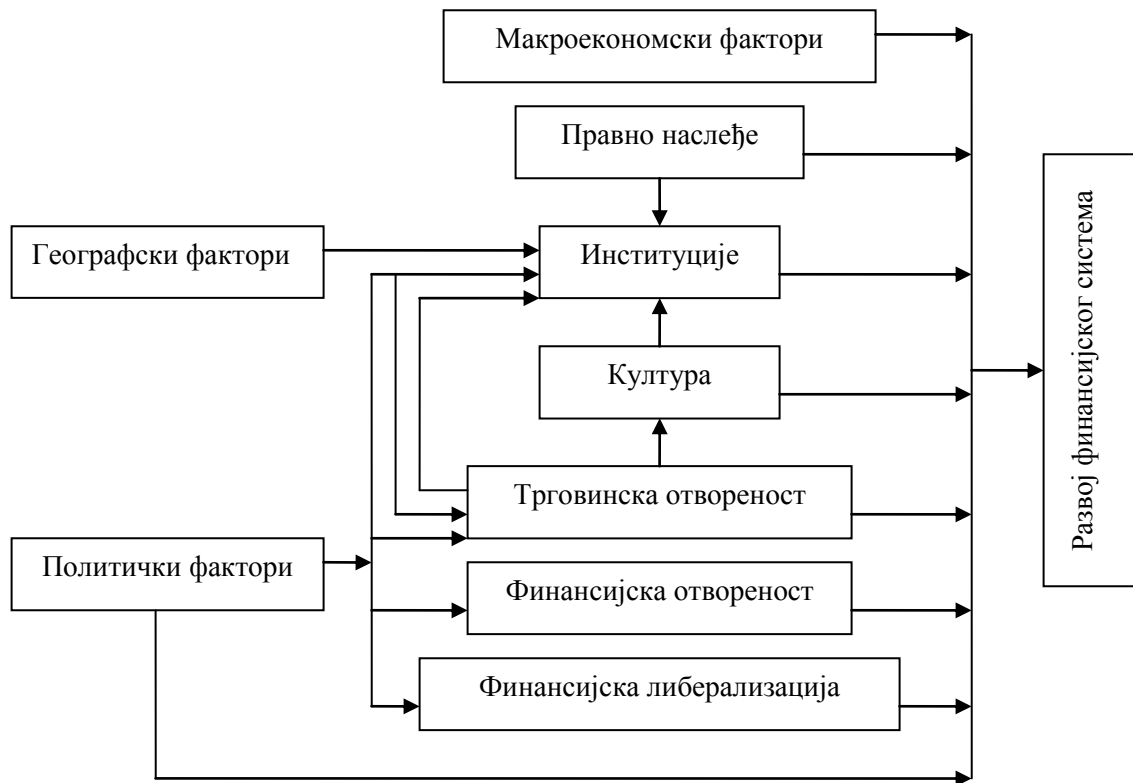 Макроекономски фактори
Правно наслеђе
Географски фактори
Институције
Култура
Трговинска отвореност
Политички фактори
Финансијска отвореност
Финансијска либерализација
Развој финансијског система